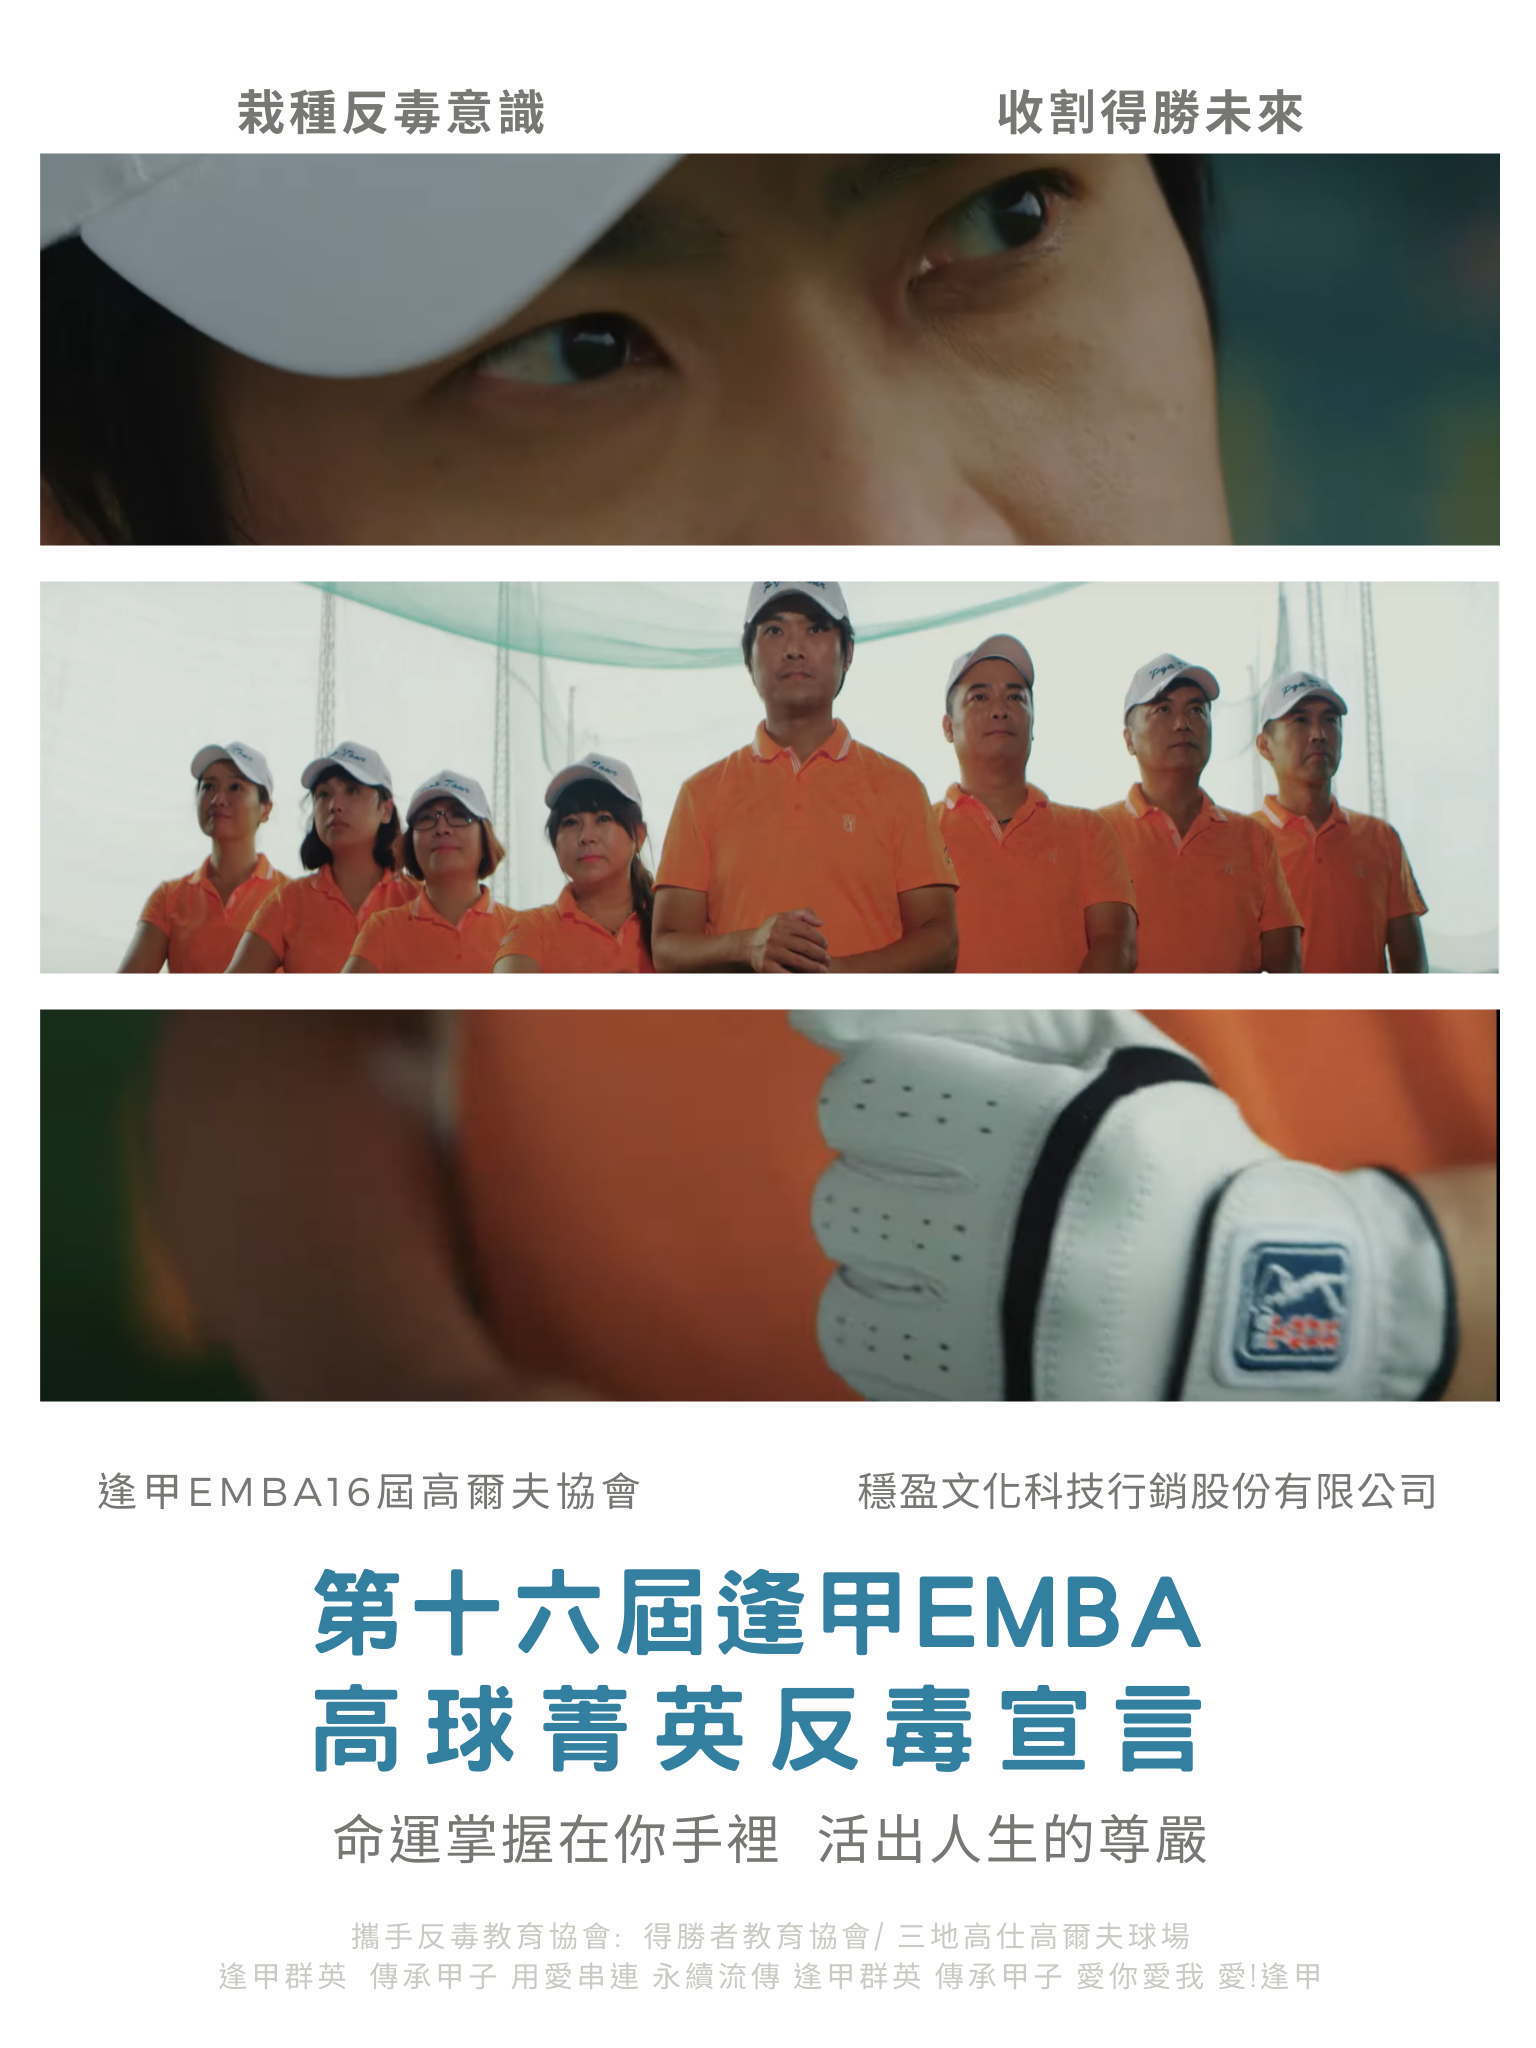 栽種反毒意識
收割得勝未來
逢甲EMBA16屆高爾夫協會
穩盈文化科技行銷股份有限公司
第十六屆逢甲EMBA
高球菁英反毒宣言
命運掌握在你手裡 活出人生的尊嚴
攜手反毒教育協會: 得勝者教育協會/ 三地高仕高爾夫球場
逢甲群英 傳承甲子 用愛串連 永續流傳 逢甲群英 傳承甲子 愛你愛我 愛!逢甲